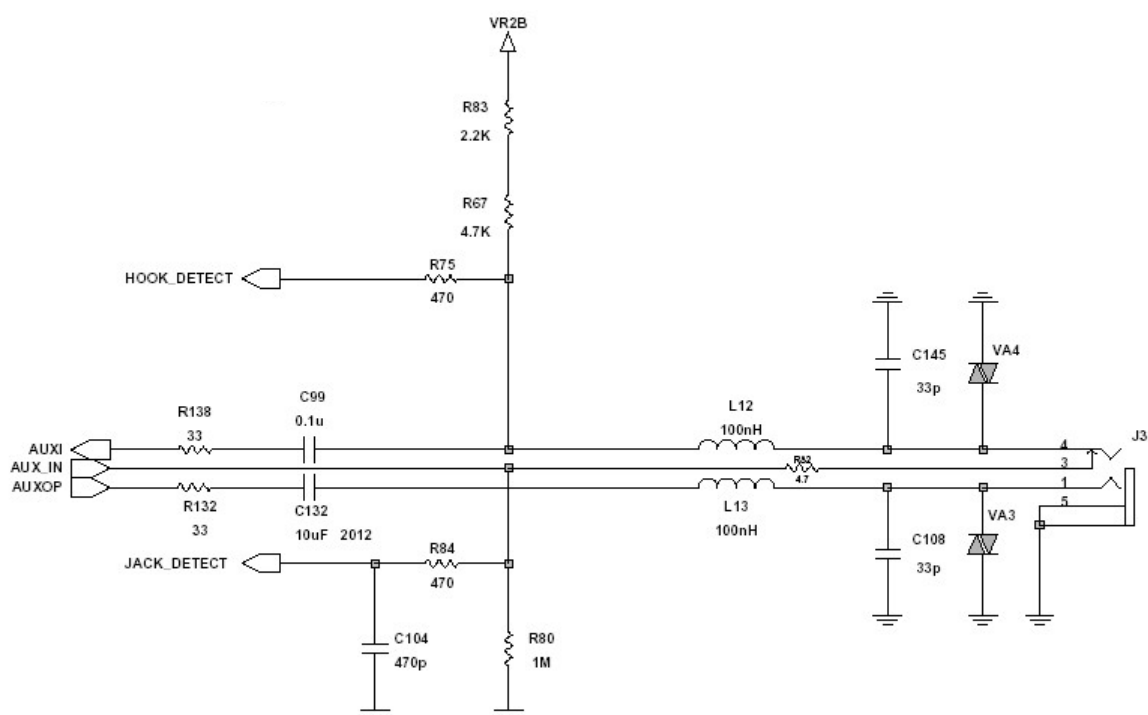 VR2B
R83
2.2K
R67
4.7K
R75
HOOK_DETECT
470
C145
VA4
33p
C99
L12
R138
0.1u
100nH
J3
33
4
AUXI
R82
AUX_IN
3
4.7
AUXOP
1
R132
C132
L13
5
VA3
33
10uF 2012
100nH
C108
R84
33p
JACK_DETECT
470
C104
R80
470p
1M